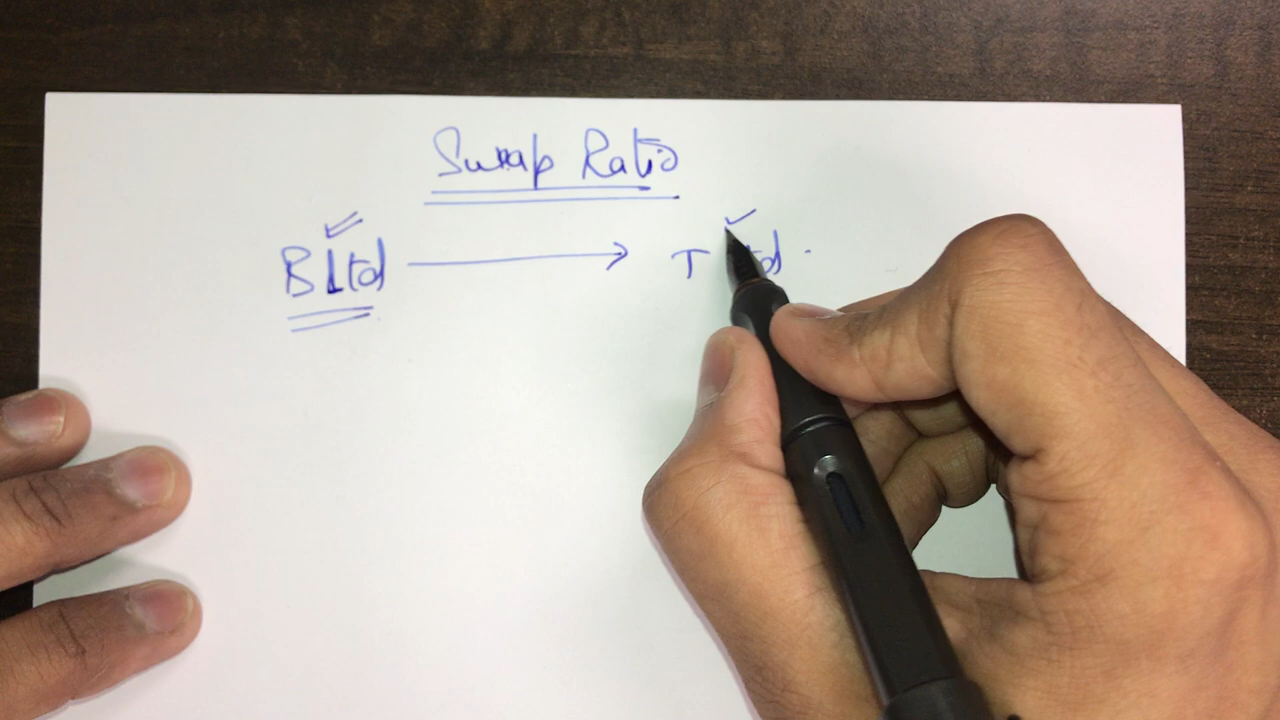 Swap Ratio
B Ltd → T Ltd